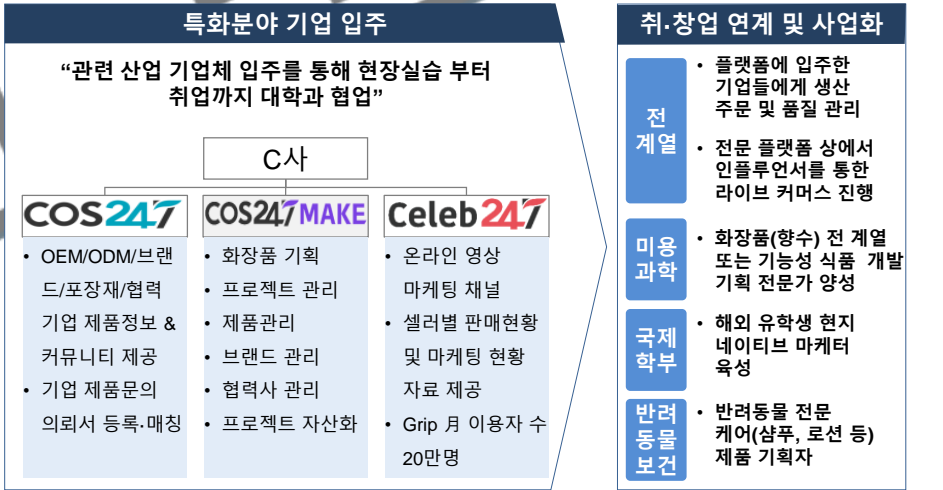 특화분야 기업 입주
“관련 산업 기업체 입주를 통해 현장실습 부터
취업까지 대학과 협업”
C사
COS247
• OEM/ODM/브랜
드/포장재/협력
기업 제품정보 &
커뮤니티 제공
• 기업 제품문의
의뢰서 등록·매칭
COS247MAKE
• 화장품 기획
• 프로젝트 관리
• 제품관리
• 브랜드 관리
• 협력사 관리
• 프로젝트 자산화
Celeb247
• 온라인 영상
마케팅 채널
• 셀러별 판매현황
및 마케팅 현황
자료 제공
• Grip 月 이용자 수
20만명
취·창업 연계 및 사업화
전
계열
• 플랫폼에 입주한
기업들에게 생산
주문 및 품질 관리
• 전문 플랫폼 상에서
인플루언서를 통한
라이브 커머스 진행
미용
과학
• 화장품(향수) 전 계열
또는 기능성 식품 개발
기획 전문가 양성
국제
학부
• 해외 유학생 현지
네이티브 마케터
육성
반려
동물
보건
• 반려동물 전문
케어(샴푸, 로션 등)
제품 기획자